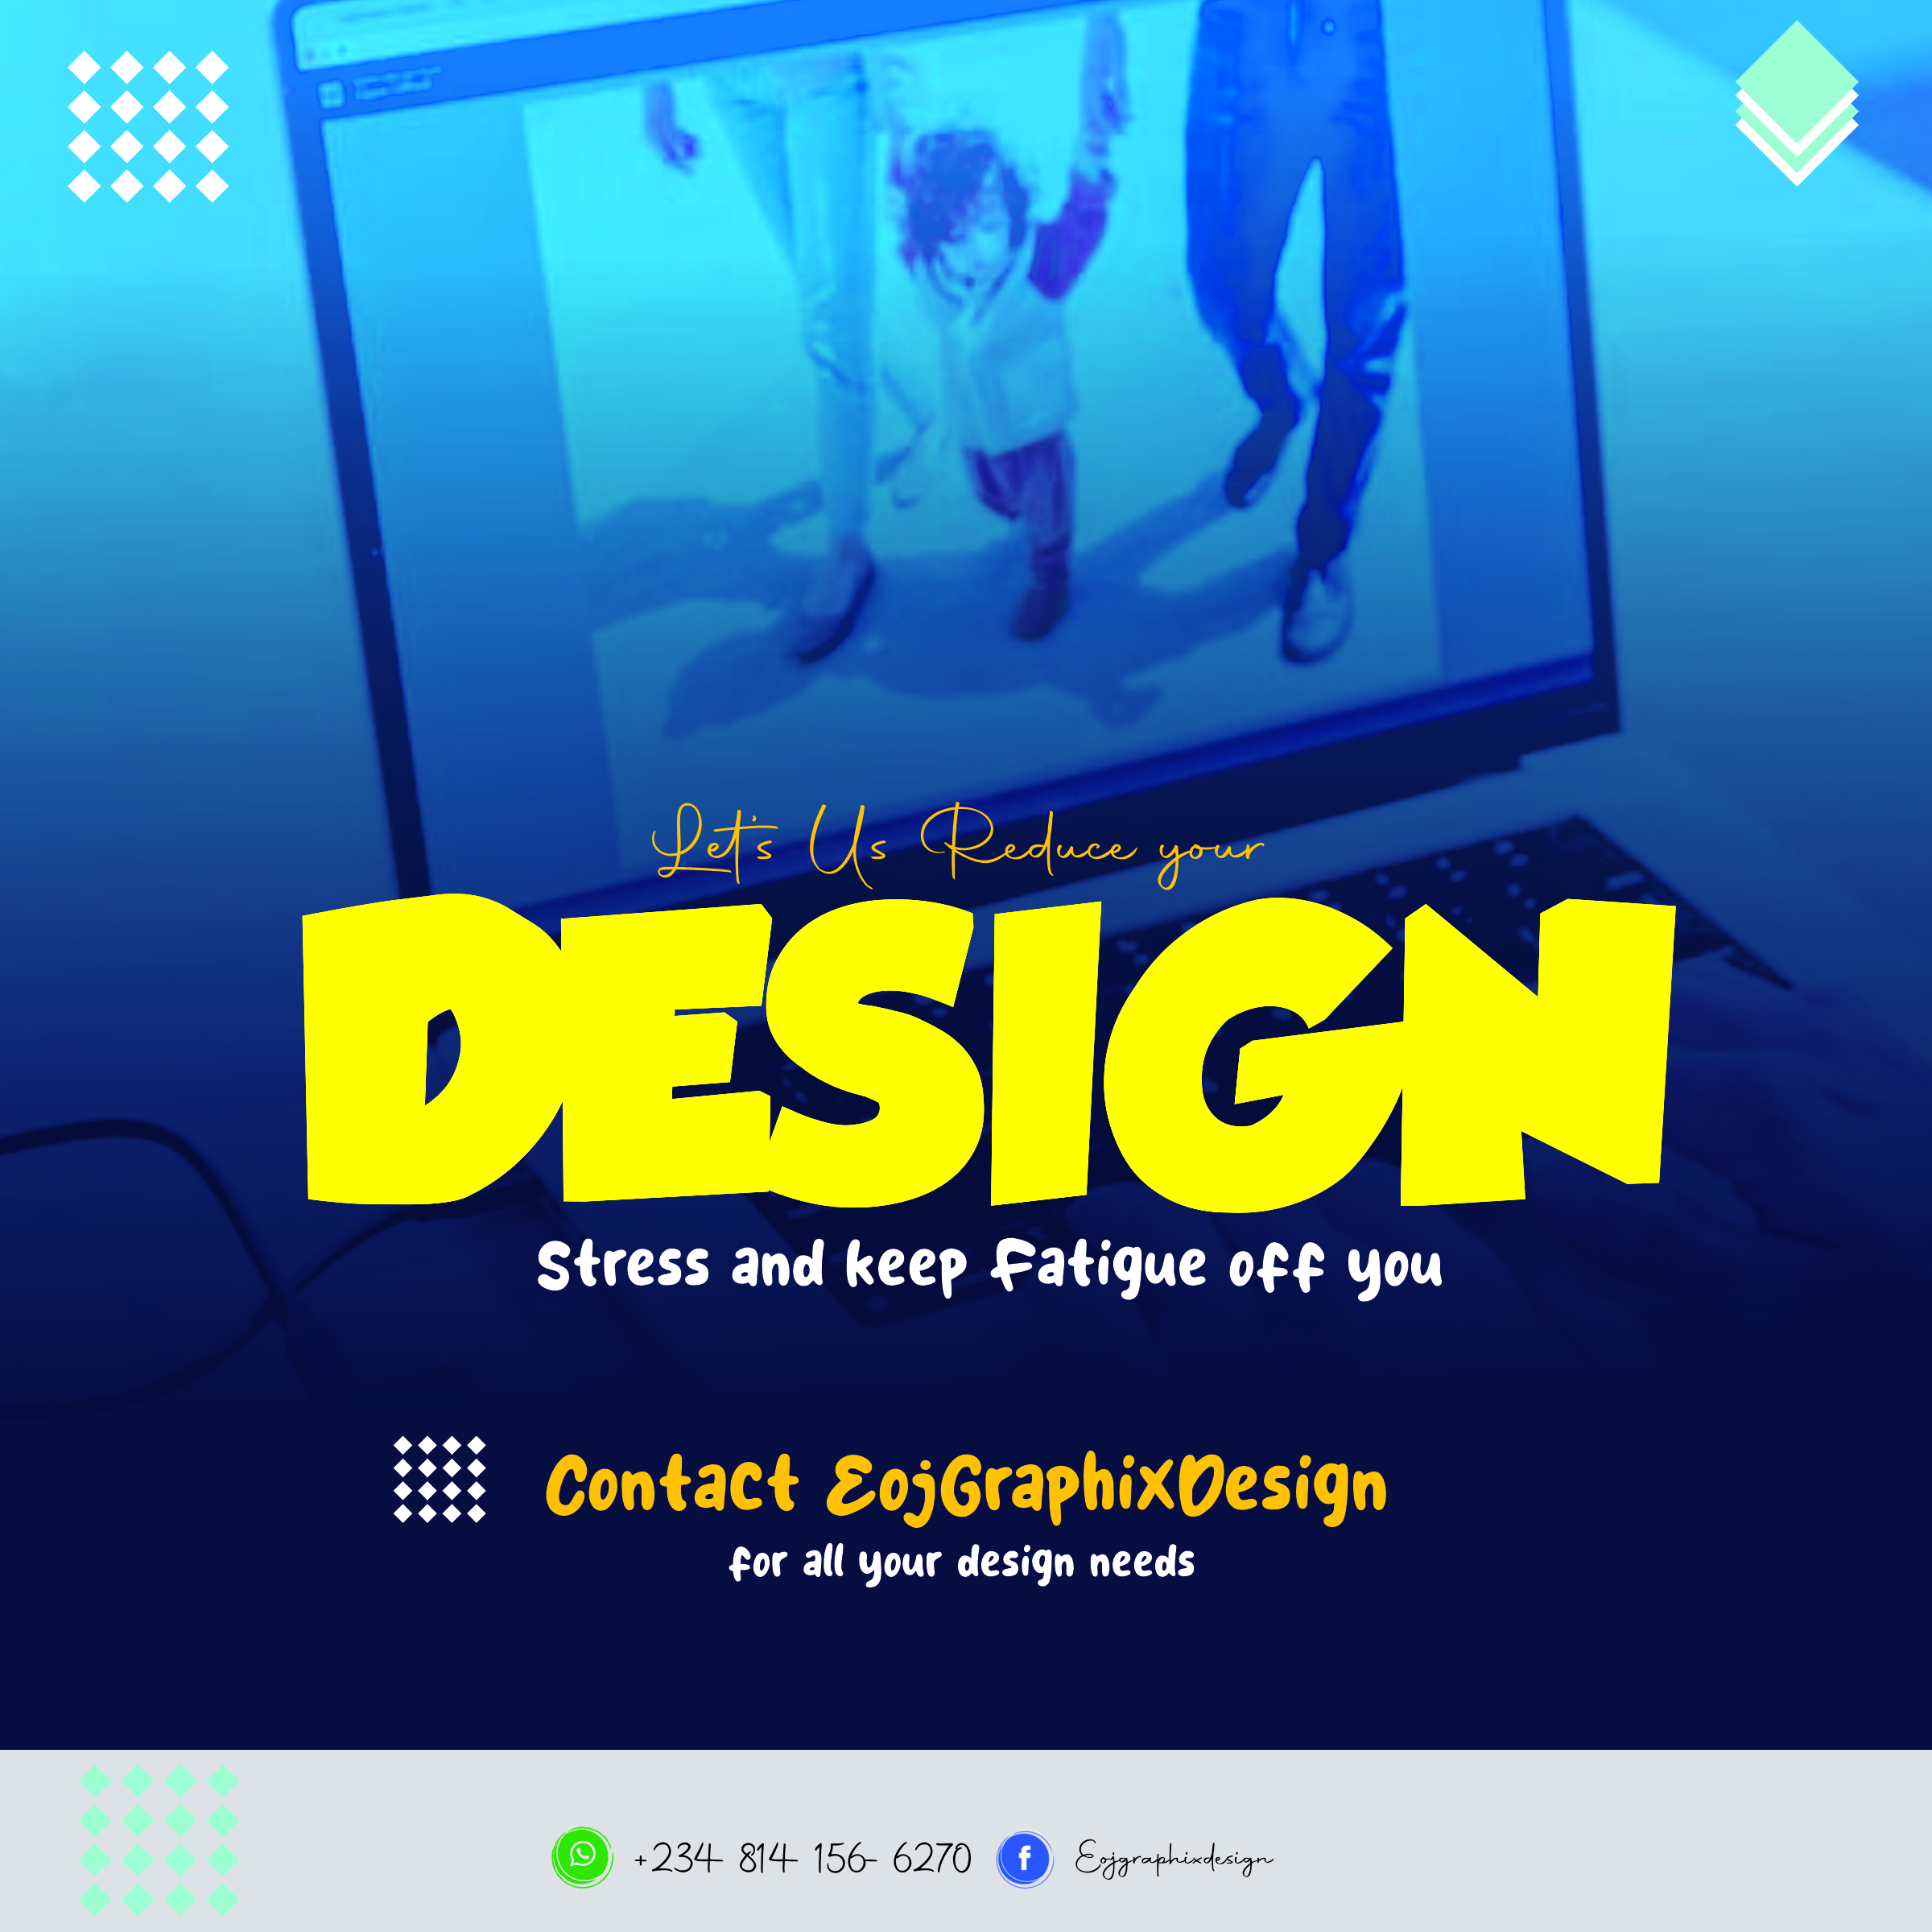 Let's Us Reduce your
DESIGN
Stress and keep Fatigue off you
Contact EojGraphixDesign
for all your design needs
+234 814 156 6270 Eojgraphixdesign